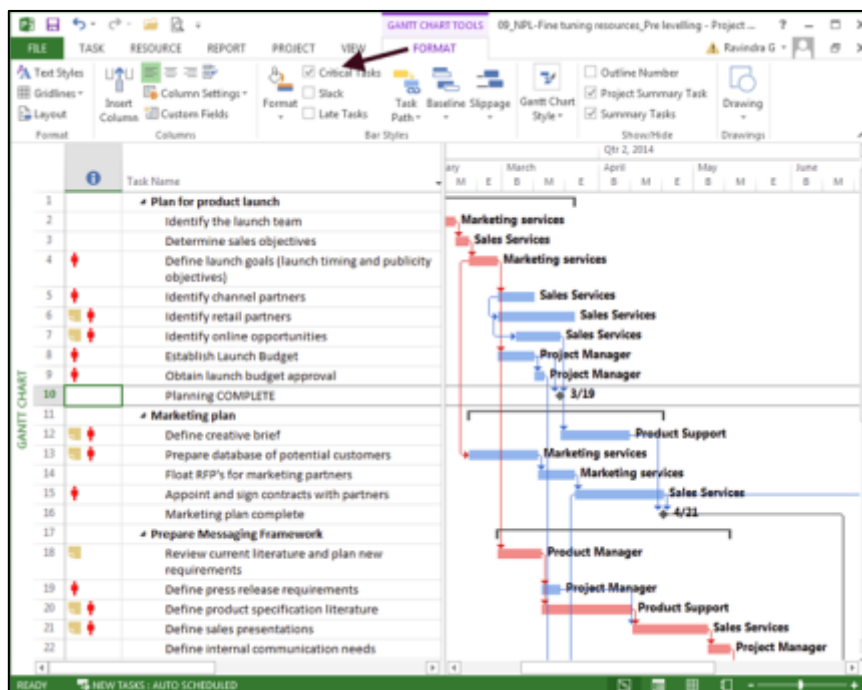 GANTT CHART TOOLS
09_NPL-Fine tuning resources_Pre levelling - Project ...
FILE TASK RESOURCE REPORT PROJECT VIEW FORMAT Ravindra G
Text Styles
Gridlines
Layout
Format
Insert Column
Column Settings
Custom Fields
Columns
Format
Critical Tasks
Slack
Late Tasks
Task Path
Baseline
Slippage
Bar Styles
Gantt Chart Style
Outline Number
Project Summary Task
Summary Tasks
Show/Hide
Drawing
Drawings
Qtr 2, 2014
Task Name
ary March April May June
M E B M E B M E B M E B M
GANTT CHART
1 Plan for product launch
2 Identify the launch team Marketing services
3 Determine sales objectives Sales Services
4 Define launch goals (launch timing and publicity Marketing services
objectives)
5 Identify channel partners Sales Services
6 Identify retail partners Sales Services
7 Identify online opportunities Sales Services
8 Establish Launch Budget Project Manager
9 Obtain launch budget approval Project Manager
10 Planning COMPLETE 3/19
11 Marketing plan
12 Define creative brief Product Support
13 Prepare database of potential customers Marketing services
14 Float RFP's for marketing partners Marketing services
15 Appoint and sign contracts with partners Sales Services
16 Marketing plan complete 4/21
17 Prepare Messaging Framework
18 Review current literature and plan new Product Manager
requirements
19 Define press release requirements Project Manager
20 Define product specification literature Product Support
21 Define sales presentations Sales Services
22 Define internal communication needs Project Manager
READY NEW TASKS : AUTO SCHEDULED